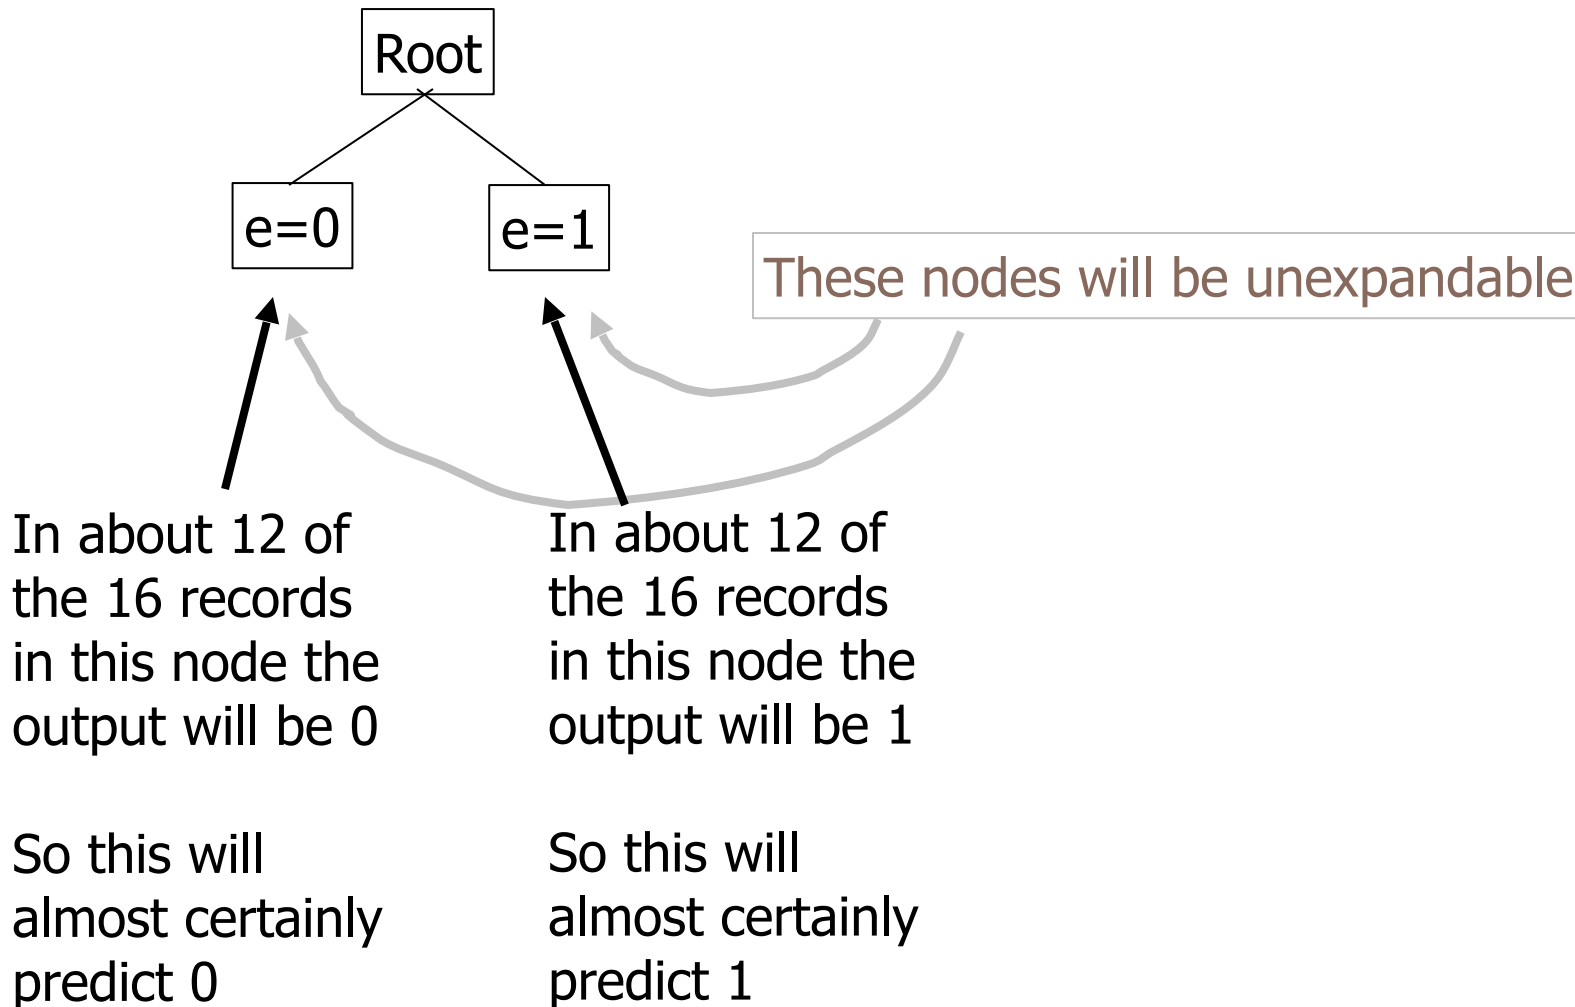 Root
e=0
e=1
These nodes will be unexpandable
In about 12 of
the 16 records
in this node the
output will be 0
So this will
almost certainly
predict 0
In about 12 of
the 16 records
in this node the
output will be 1
So this will
almost certainly
predict 1